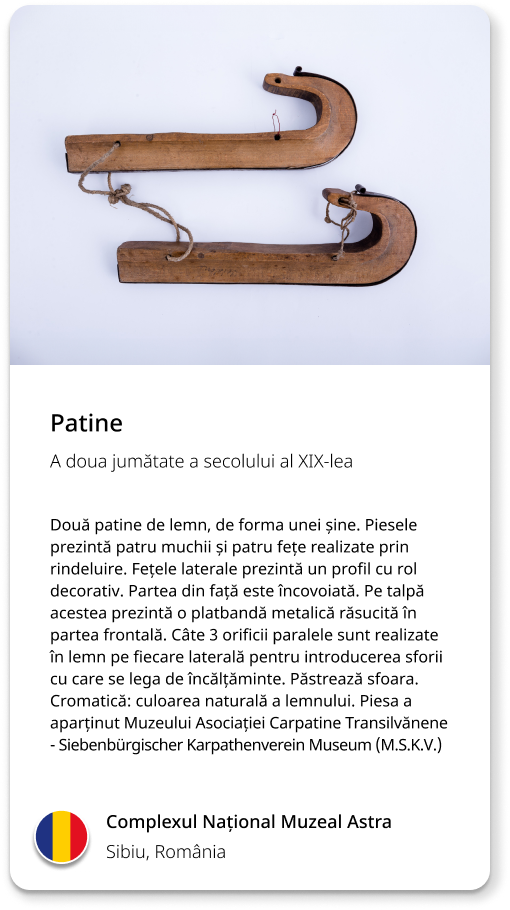 Patine
A doua jumătate a secolului al XIX-lea
Două patine de lemn, de forma unei șine. Piesele
prezintă patru muchii și patru fețe realizate prin
rindeluire. Fețele laterale prezintă un profil cu rol
decorativ. Partea din față este încovoiată. Pe talpă
acestea prezintă o platbandă metalică răsucită în
partea frontală. Câte 3 orificii paralele sunt realizate
în lemn pe fiecare laterală pentru introducerea sforii
cu care se lega de încălțăminte. Păstrează sfoara.
Cromatică: culoarea naturală a lemnului. Piesa a
aparținut Muzeului Asociației Carpatine Transilvănene
- Siebenbürgischer Karpathenverein Museum (M.S.K.V.)
Complexul Național Muzeal Astra
Sibiu, România